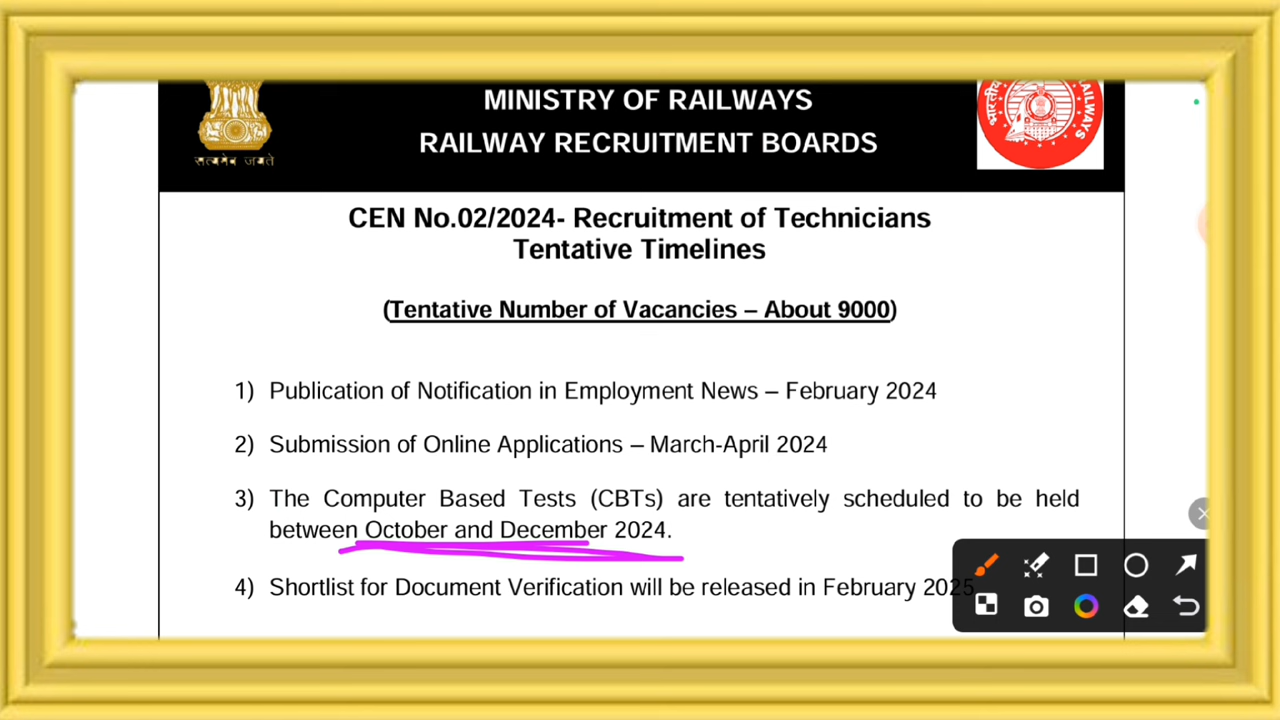 सत्यमेव जयते
MINISTRY OF RAILWAYS
RAILWAY RECRUITMENT BOARDS
RAILWAYS
CEN No.02/2024- Recruitment of Technicians
Tentative Timelines
(Tentative Number of Vacancies – About 9000)
1) Publication of Notification in Employment News – February 2024
2) Submission of Online Applications – March-April 2024
3) The Computer Based Tests (CBTs) are tentatively scheduled to be held
between October and December 2024.
4) Shortlist for Document Verification will be released in February 2025